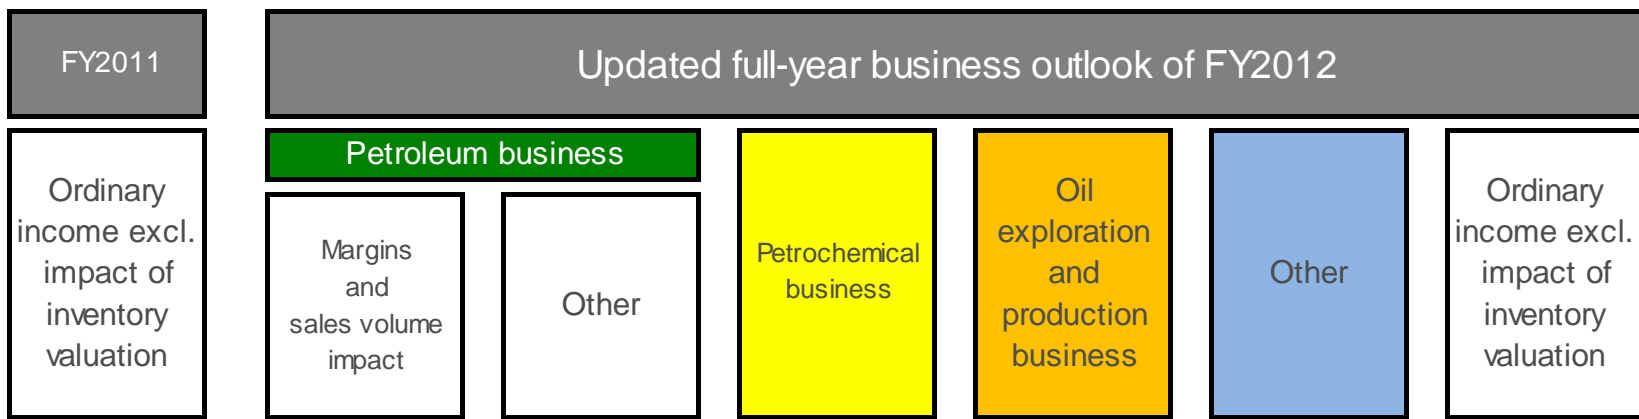 FY2011
Updated full-year business outlook of FY2012
Ordinary
income excl.
impact of
inventory
valuation
Petroleum business
Margins
and
sales volume
impact
Other
Petrochemical
business
Oil
exploration
and
production
business
Other
Ordinary
income excl.
impact of
inventory
valuation